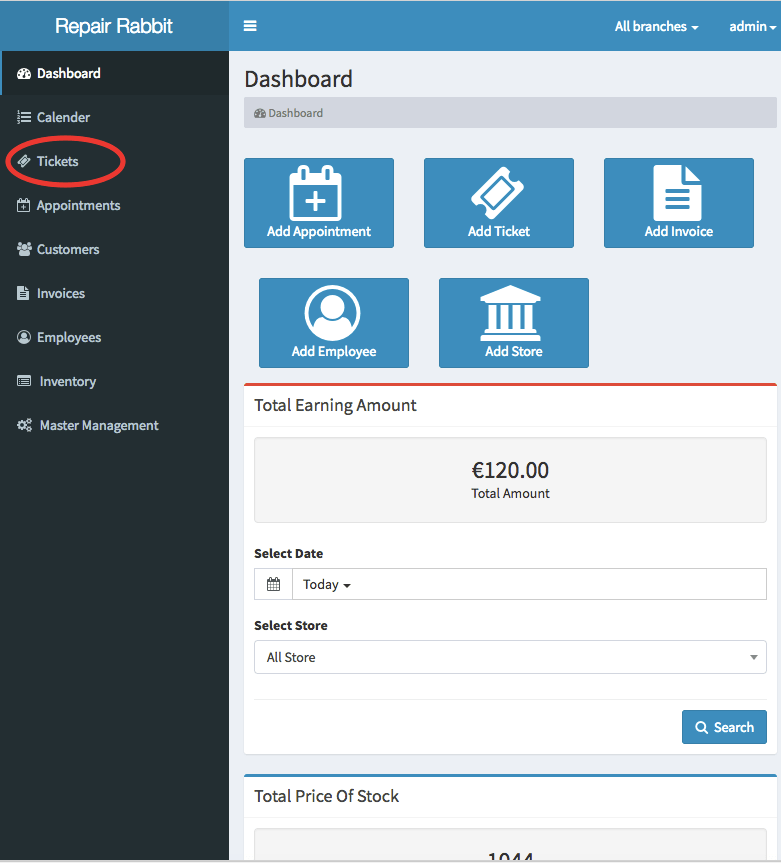 Repair Rabbit
All branches
admin
Dashboard
Calender
Tickets
Appointments
Customers
Invoices
Employees
Inventory
Master Management
Dashboard
Dashboard
Add Appointment
Add Ticket
Add Invoice
Add Employee
Add Store
Total Earning Amount
€120.00
Total Amount
Select Date
Today
Select Store
All Store
Search
Total Price Of Stock
1044